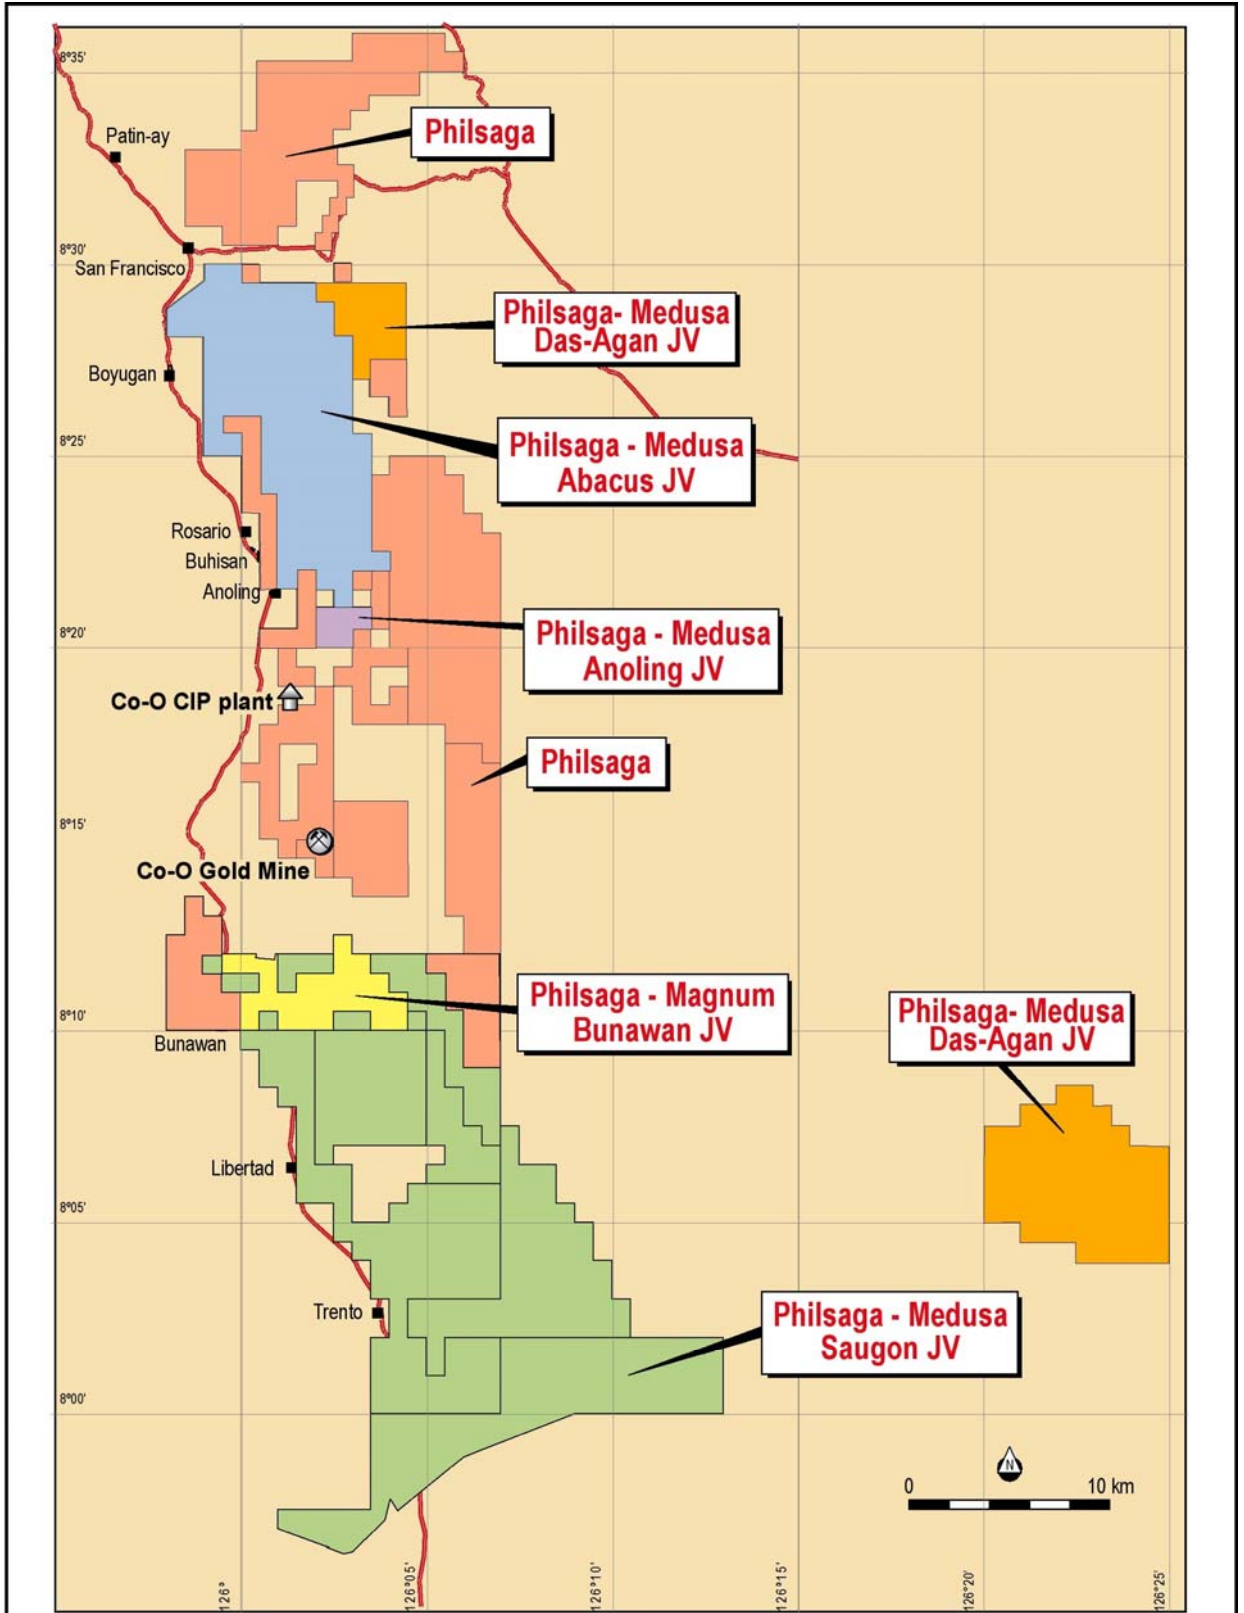 8°35'
Patin-ay
Philsaga
8°30'
San Francisco
Philsaga- Medusa
Das-Agan JV
Boyugan
8°25'
Philsaga - Medusa
Abacus JV
Rosario
Buhisan
Anoling
8°20'
Philsaga - Medusa
Anoling JV
Co-O CIP plant
Philsaga
8°15'
Co-O Gold Mine
Philsaga - Magnum
Bunawan JV
8°10'
Bunawan
Philsaga- Medusa
Das-Agan JV
Libertad
8°05'
Trento
Philsaga - Medusa
Saugon JV
8°00'
N
0 10 km
126°
126°05'
126°10'
126°15'
126°20'
126°25'